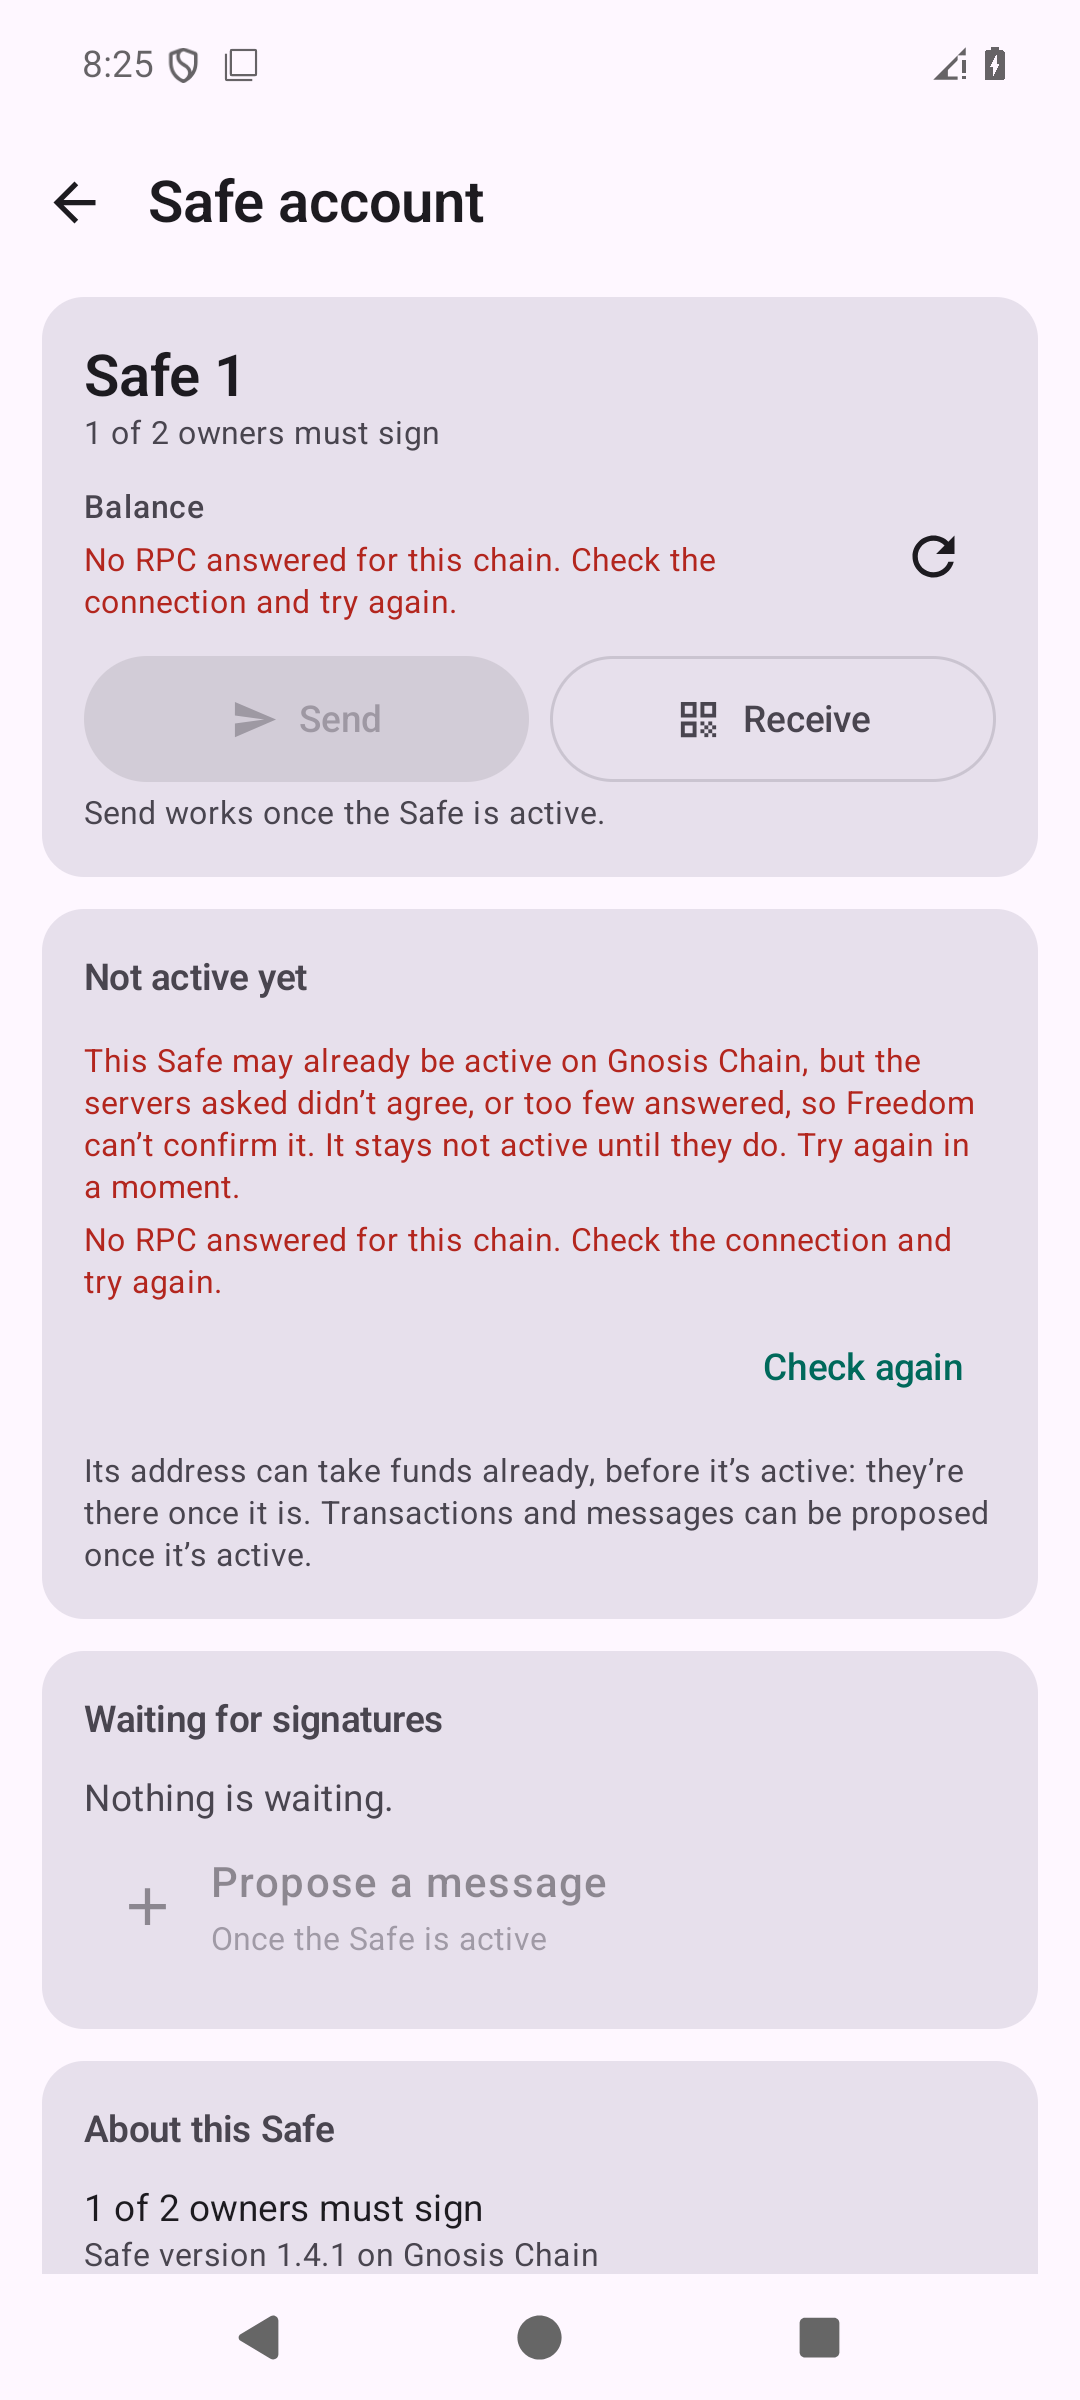 8:25
Safe account
Safe 1
1 of 2 owners must sign
Balance
No RPC answered for this chain. Check the
connection and try again.
Send
Receive
Send works once the Safe is active.
Not active yet
This Safe may already be active on Gnosis Chain, but the
servers asked didn’t agree, or too few answered, so Freedom
can’t confirm it. It stays not active until they do. Try again in
a moment.
No RPC answered for this chain. Check the connection and
try again.
Check again
Its address can take funds already, before it’s active: they’re
there once it is. Transactions and messages can be proposed
once it’s active.
Waiting for signatures
Nothing is waiting.
Propose a message
Once the Safe is active
About this Safe
1 of 2 owners must sign
Safe version 1.4.1 on Gnosis Chain